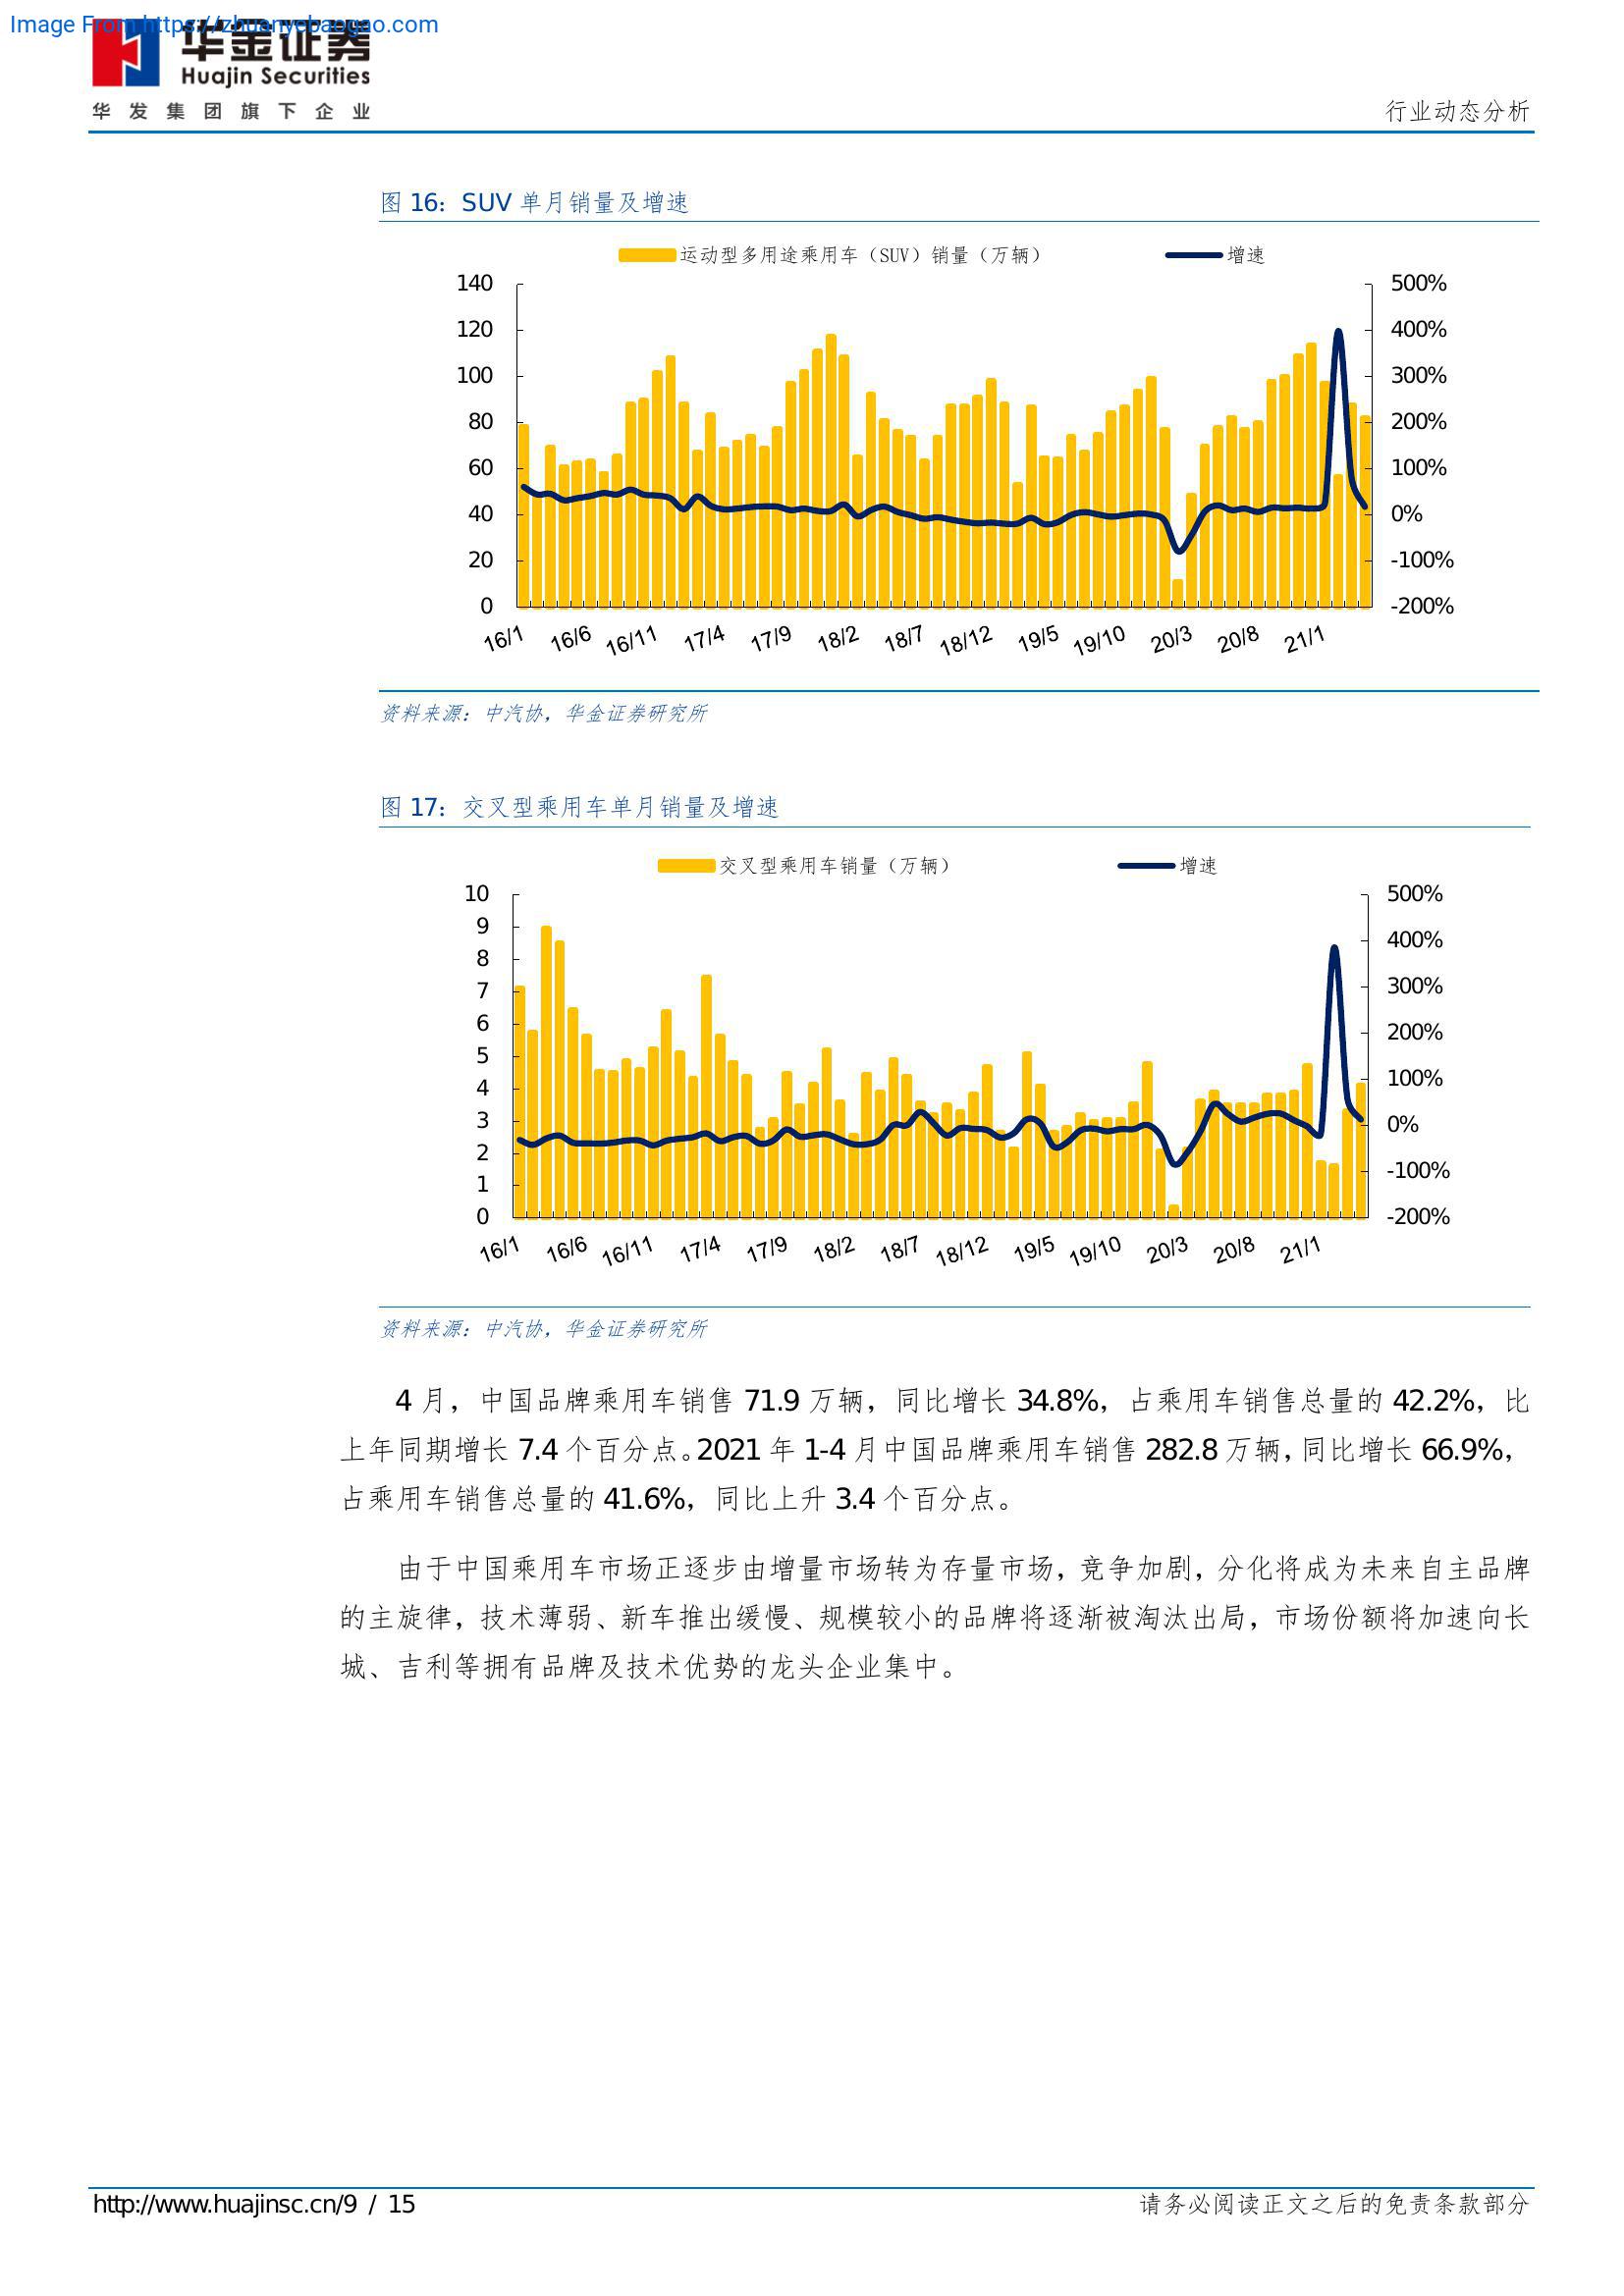 Image From https://zhuanyebaogao.com
华金证券
Huajin Securities
华发集团旗下企业
行业动态分析
图 16：SUV 单月销量及增速
运动型多用途乘用车（SUV）销量（万辆） 增速
140 500%
120 400%
100 300%
80 200%
60 100%
40 0%
20 -100%
0 -200%
16/1 16/6 16/11 17/4 17/9 18/2 18/7 18/12 19/5 19/10 20/3 20/8 21/1
资料来源：中汽协，华金证券研究所
图 17：交叉型乘用车单月销量及增速
交叉型乘用车销量（万辆） 增速
10 500%
9
8 400%
7 300%
6
5 200%
4 100%
3 0%
2
1 -100%
0 -200%
16/1 16/6 16/11 17/4 17/9 18/2 18/7 18/12 19/5 19/10 20/3 20/8 21/1
资料来源：中汽协，华金证券研究所
4 月，中国品牌乘用车销售 71.9 万辆，同比增长 34.8%，占乘用车销售总量的 42.2%，比
上年同期增长 7.4 个百分点。2021 年 1-4 月中国品牌乘用车销售 282.8 万辆，同比增长 66.9%，
占乘用车销售总量的 41.6%，同比上升 3.4 个百分点。
由于中国乘用车市场正逐步由增量市场转为存量市场，竞争加剧，分化将成为未来自主品牌
的主旋律，技术薄弱、新车推出缓慢、规模较小的品牌将逐渐被淘汰出局，市场份额将加速向长
城、吉利等拥有品牌及技术优势的龙头企业集中。
http://www.huajinsc.cn/9 / 15
请务必阅读正文之后的免责条款部分